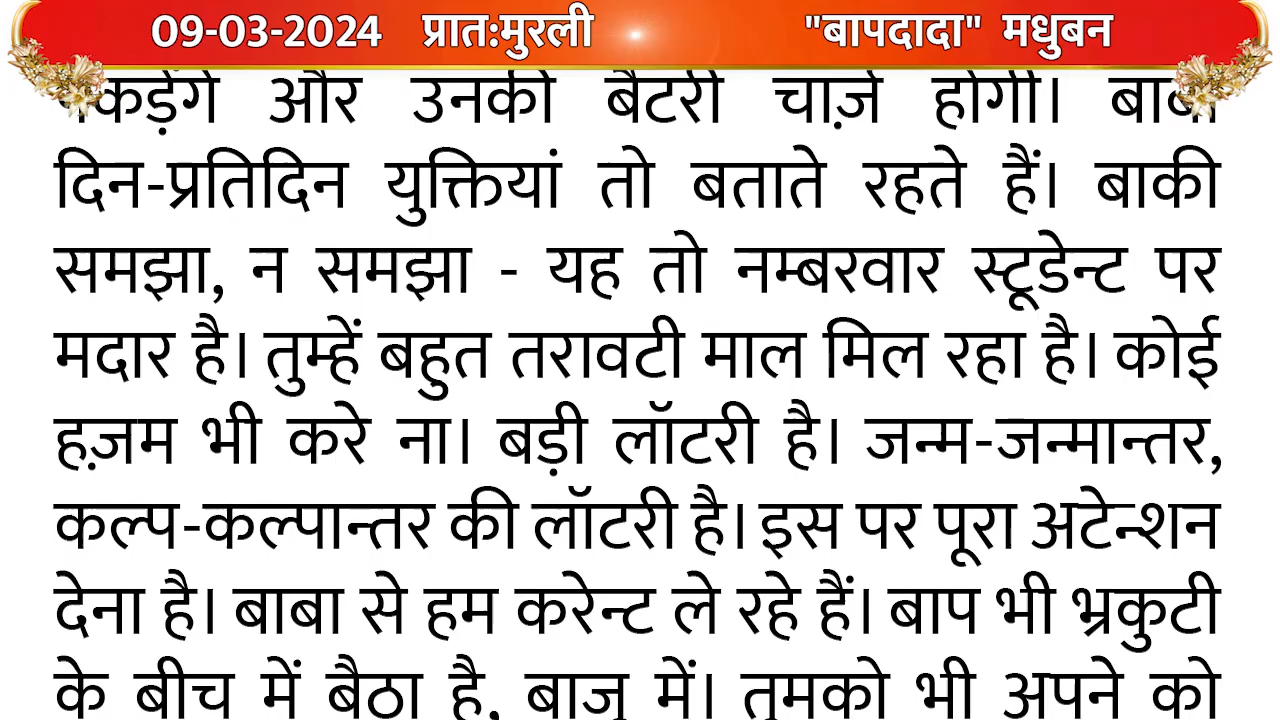 09-03-2024 प्रात:मुरली "बापदादा" मधुबन
और उनकी बैटरी चार्ज़ होगी। बाबा
दिन-प्रतिदिन युक्तियां तो बताते रहते हैं। बाकी
समझा, न समझा - यह तो नम्बरवार स्टूडेन्ट पर
मदार है। तुम्हें बहुत तरावटी माल मिल रहा है। कोई
हज़म भी करे ना। बड़ी लॉटरी है। जन्म-जन्मान्तर,
कल्प-कल्पान्तर की लॉटरी है। इस पर पूरा अटेन्शन
देना है। बाबा से हम करेन्ट ले रहे हैं। बाप भी भ्रकुटी
के बीच में बैठा है, बाजू में। तुमको भी अपने को